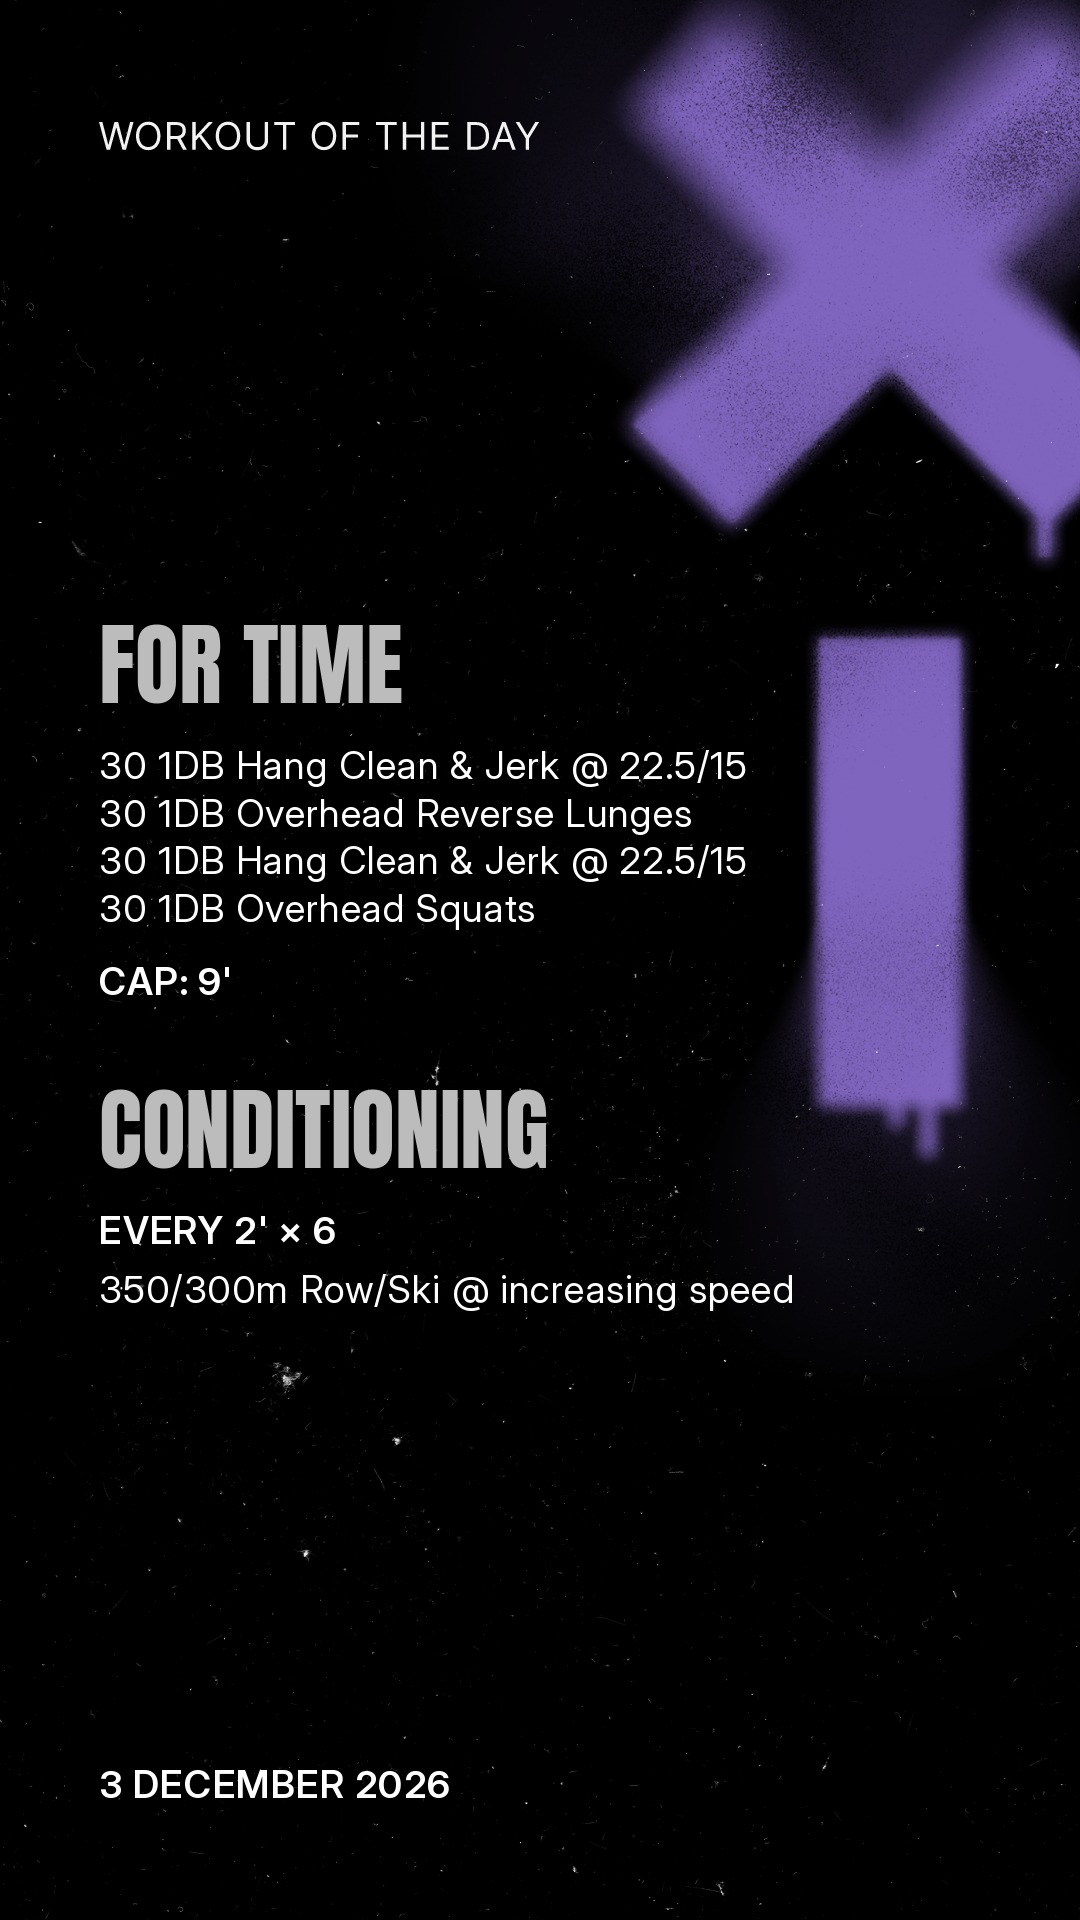 WORKOUT OF THE DAY
FOR TIME
30 1DB Hang Clean & Jerk @ 22.5/15
30 1DB Overhead Reverse Lunges
30 1DB Hang Clean & Jerk @ 22.5/15
30 1DB Overhead Squats
CAP: 9'
CONDITIONING
EVERY 2' × 6
350/300m Row/Ski @ increasing speed
3 DECEMBER 2026